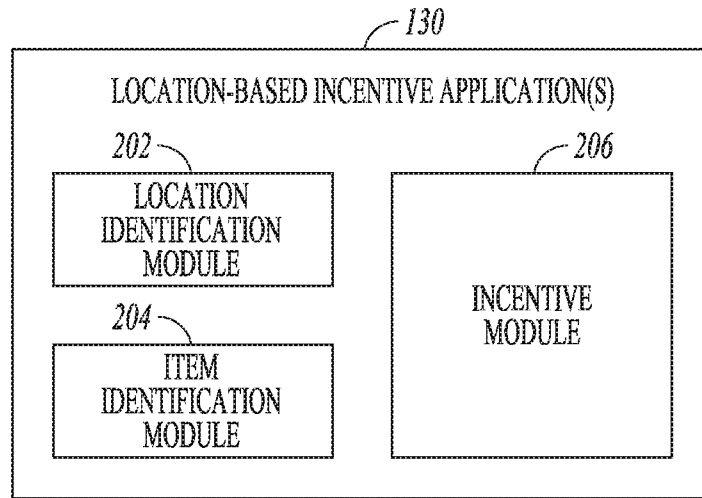 130
LOCATION-BASED INCENTIVE APPLICATION(S)
202
LOCATION
IDENTIFICATION
MODULE
204
ITEM
IDENTIFICATION
MODULE
206
INCENTIVE
MODULE